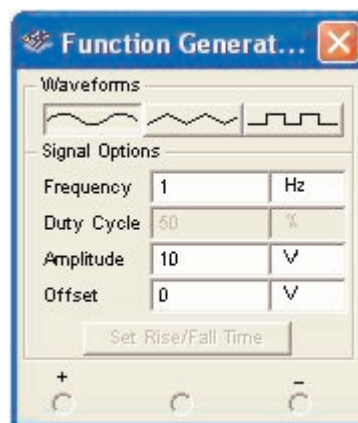 Function Generat...
Waveforms
Signal Options
Frequency 1 Hz
Duty Cycle 50 %
Amplitude 10 V
Offset 0 V
Set Rise/Fall Time
+ −